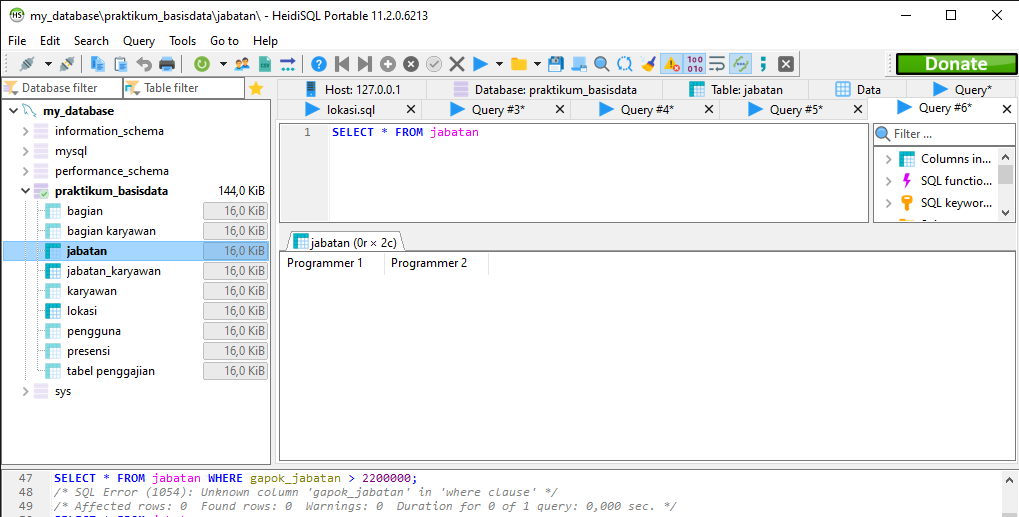 my_database\praktikum_basisdata\jabatan\ - HeidiSQL Portable 11.2.0.6213
File Edit Search Query Tools Go to Help
Donate
Database filter Table filter
Host: 127.0.0.1 Database: praktikum_basisdata Table: jabatan Data Query*
lokasi.sql Query #3* Query #4* Query #5* Query #6*
my_database
information_schema
mysql
performance_schema
praktikum_basisdata 144,0 KiB
bagian 16,0 KiB
bagian karyawan 16,0 KiB
jabatan 16,0 KiB
jabatan_karyawan 16,0 KiB
karyawan 16,0 KiB
lokasi 16,0 KiB
pengguna 16,0 KiB
presensi 16,0 KiB
tabel penggajian 16,0 KiB
sys
1 SELECT * FROM jabatan
Filter ...
Columns in...
SQL functio...
SQL keywor...
jabatan (0r × 2c)
Programmer 1 Programmer 2
47 SELECT * FROM jabatan WHERE gapok_jabatan > 2200000;
48 /* SQL Error (1054): Unknown column 'gapok_jabatan' in 'where clause' */
49 /* Affected rows: 0 Found rows: 0 Warnings: 0 Duration for 0 of 1 query: 0,000 sec. */